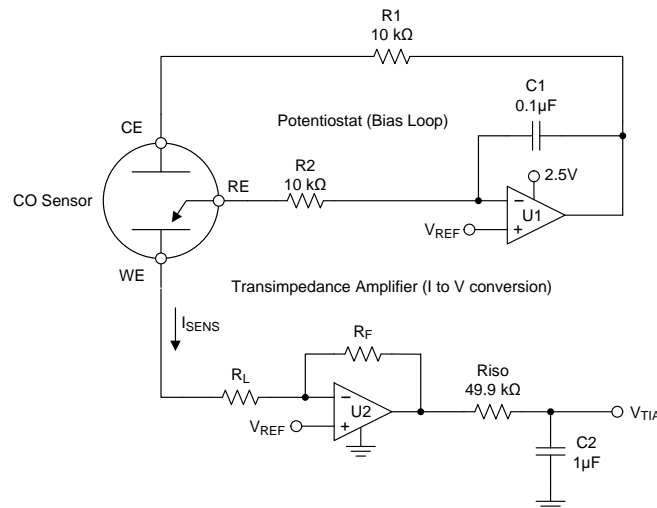 R1
10 kΩ
C1
0.1µF
Potentiostat (Bias Loop)
CE
R2
10 kΩ
RE
2.5V
CO Sensor
−
U1
VREF
+
WE
Transimpedance Amplifier (I to V conversion)
ISENS
RF
RL
Riso
49.9 kΩ
−
U2
VREF
+
VTIA
C2
1µF